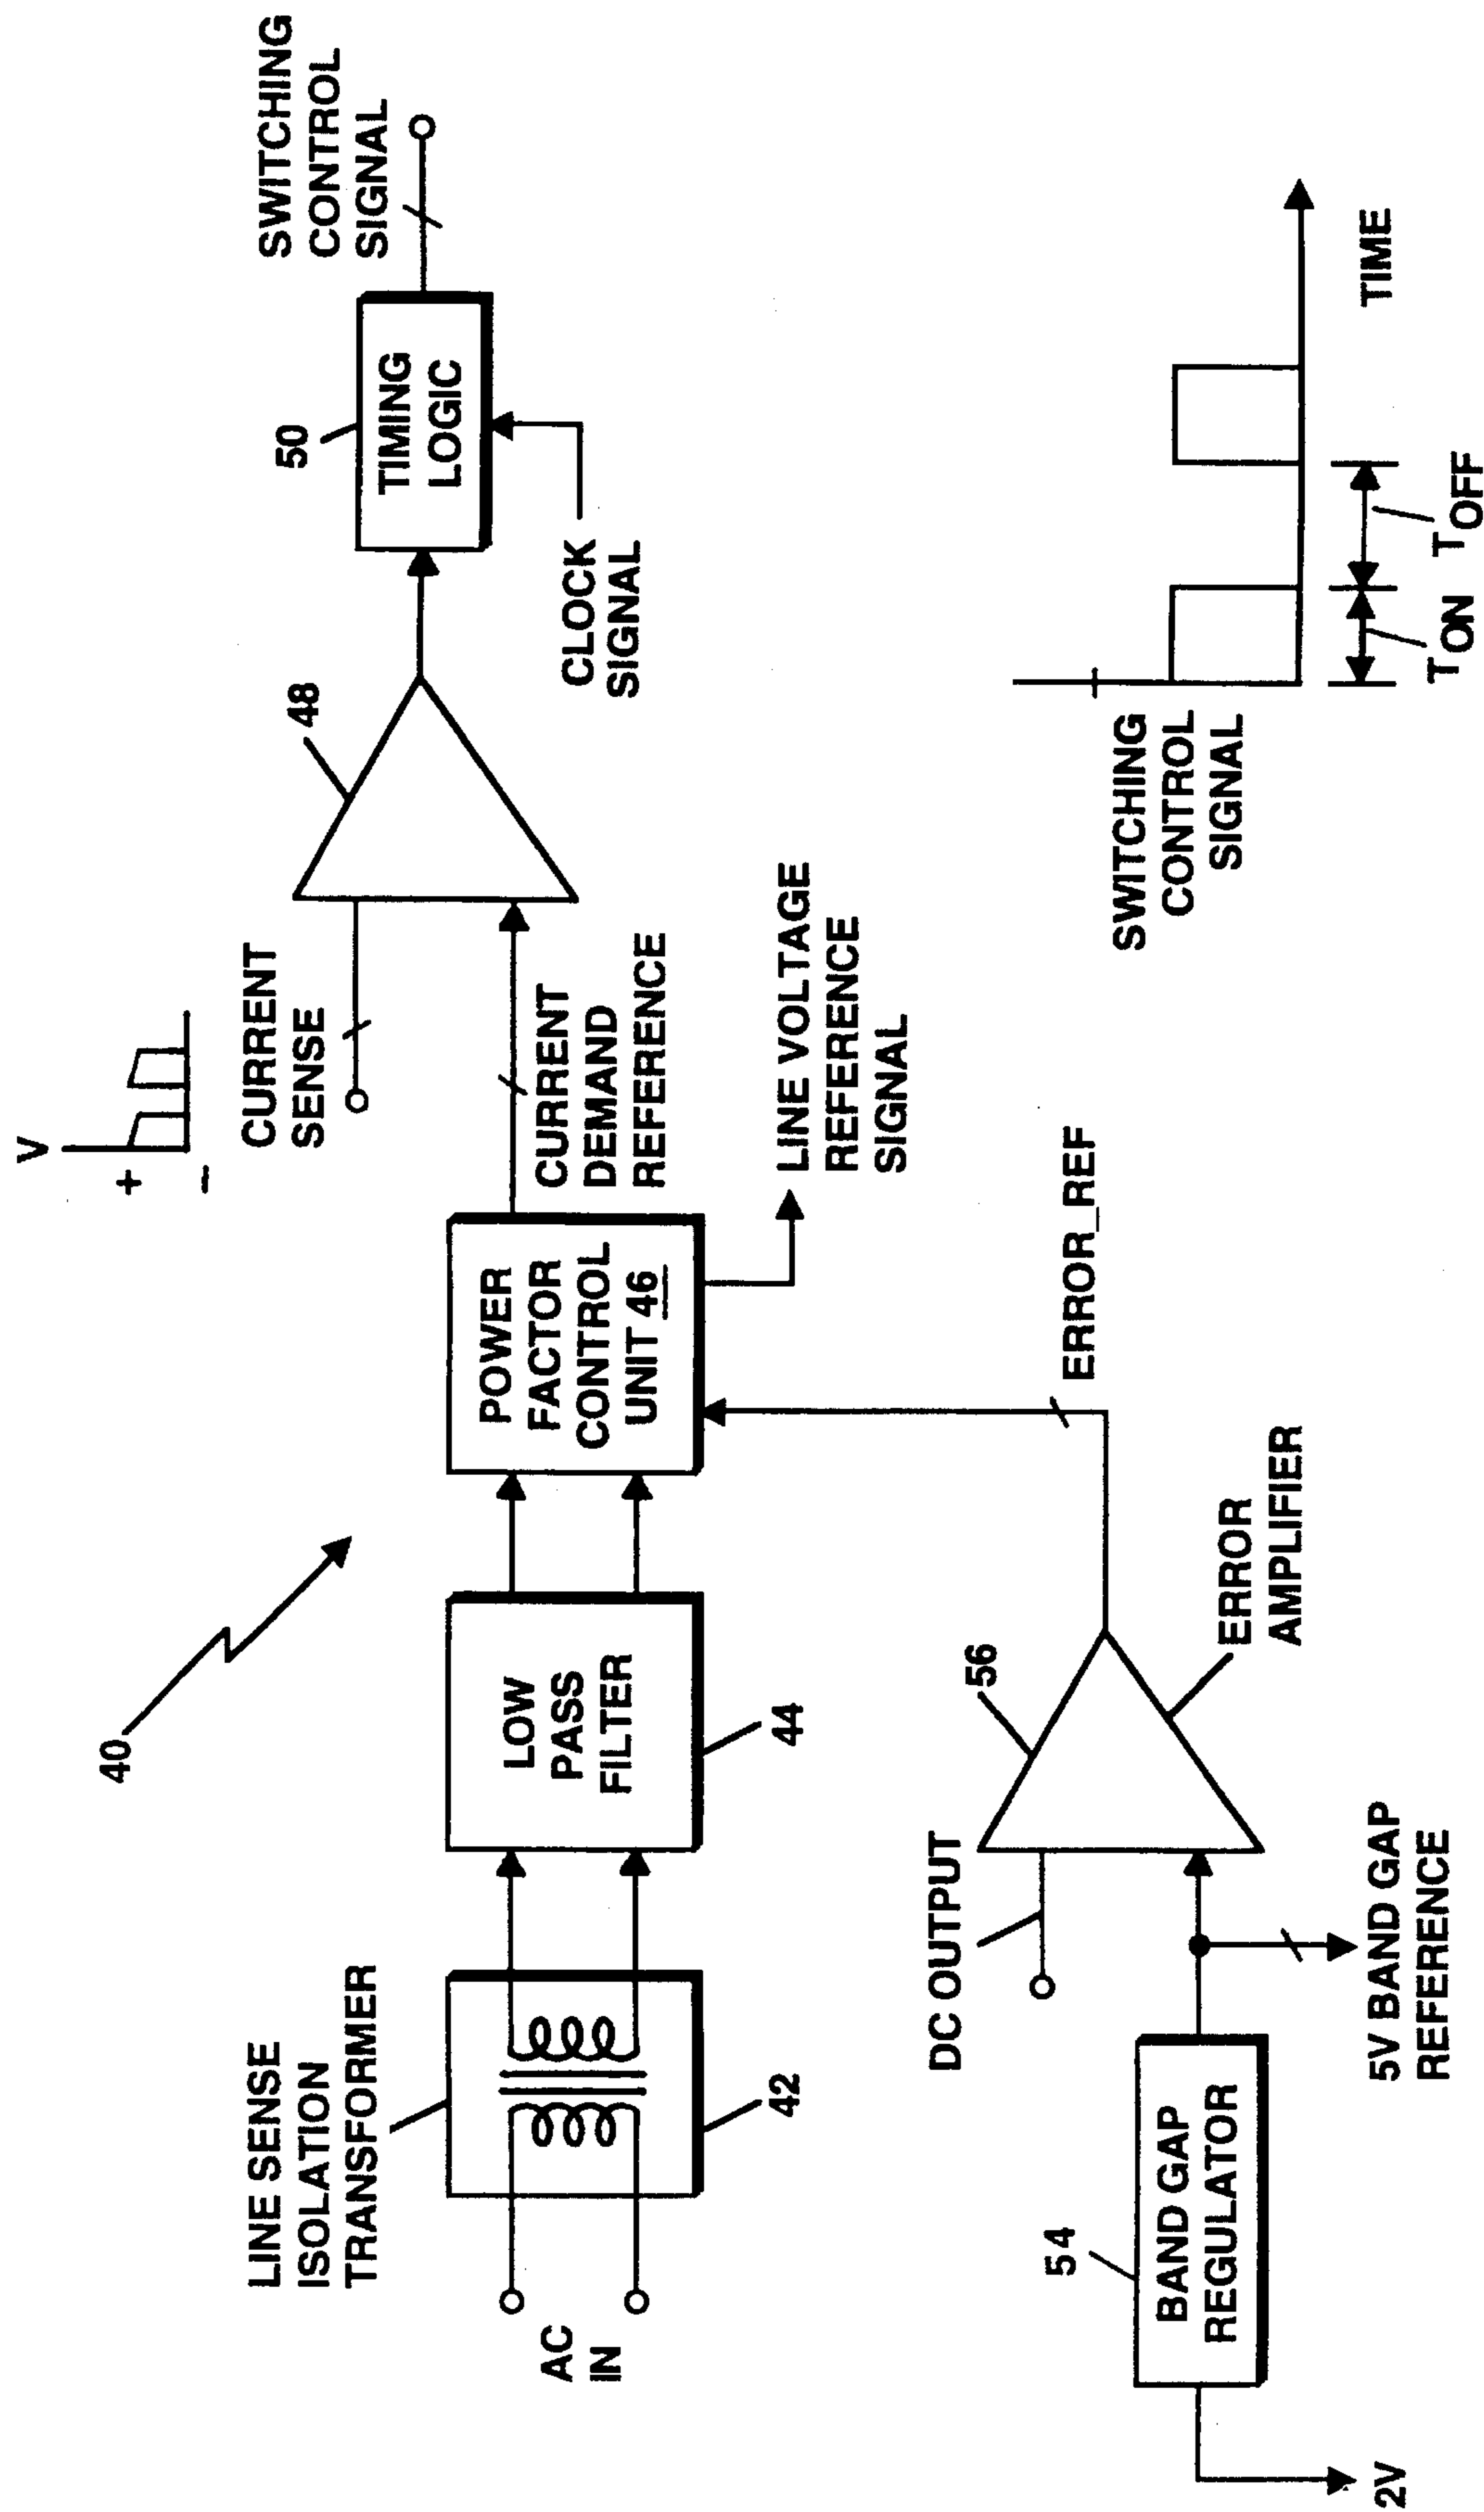 40
LINE SENSE
ISOLATION
TRANSFORMER
AC
IN
42
LOW
PASS
FILTER
44
POWER
FACTOR
CONTROL
UNIT 46
V
+
−
CURRENT
SENSE
CURRENT
DEMAND
REFERENCE
LINE VOLTAGE
REFERENCE
SIGNAL
48
50
TIMING
LOGIC
CLOCK
SIGNAL
SWITCHING
CONTROL
SIGNAL
54
BAND GAP
REGULATOR
2V
5V BAND GAP
REFERENCE
DC OUTPUT
56
ERROR
AMPLIFIER
ERROR_REF
SWITCHING
CONTROL
SIGNAL
TON
TOFF
TIME